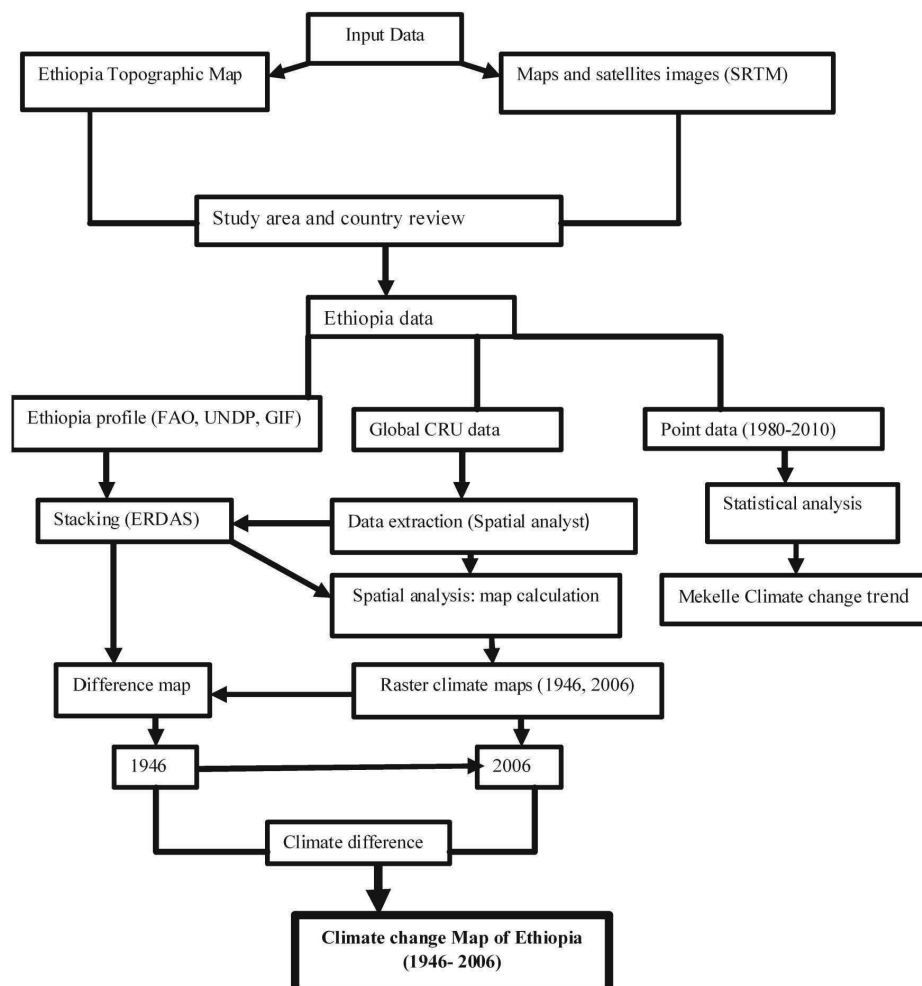 Input Data
Ethiopia Topographic Map
Maps and satellites images (SRTM)
Study area and country review
Ethiopia data
Ethiopia profile (FAO, UNDP, GIF)
Global CRU data
Point data (1980-2010)
Stacking (ERDAS)
Data extraction (Spatial analyst)
Statistical analysis
Spatial analysis: map calculation
Mekelle Climate change trend
Difference map
Raster climate maps (1946, 2006)
1946
2006
Climate difference
Climate change Map of Ethiopia
(1946- 2006)